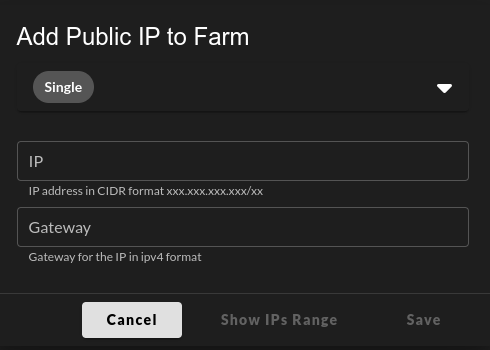 Add Public IP to Farm
Single
IP
IP address in CIDR format xxx.xxx.xxx.xxx/xx
Gateway
Gateway for the IP in ipv4 format
Cancel
Show IPs Range
Save